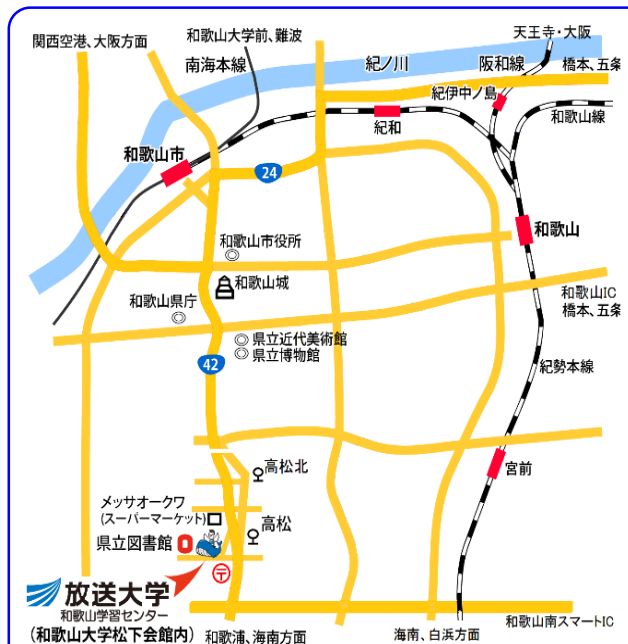 天王寺・大阪
和歌山大学前、難波
関西空港、大阪方面
南海本線
紀ノ川
阪和線
橋本、五条
紀伊中ノ島
和歌山線
紀和
和歌山市
24
和歌山
和歌山市役所
和歌山城
和歌山県庁
和歌山IC
橋本、五条
県立近代美術館
県立博物館
42
紀勢本線
高松北
宮前
メッサオークワ
(スーパーマーケット)
高松
県立図書館
〒
放送大学
和歌山学習センター
(和歌山大学松下会館内)
和歌浦、海南方面
海南、白浜方面
和歌山南スマートIC